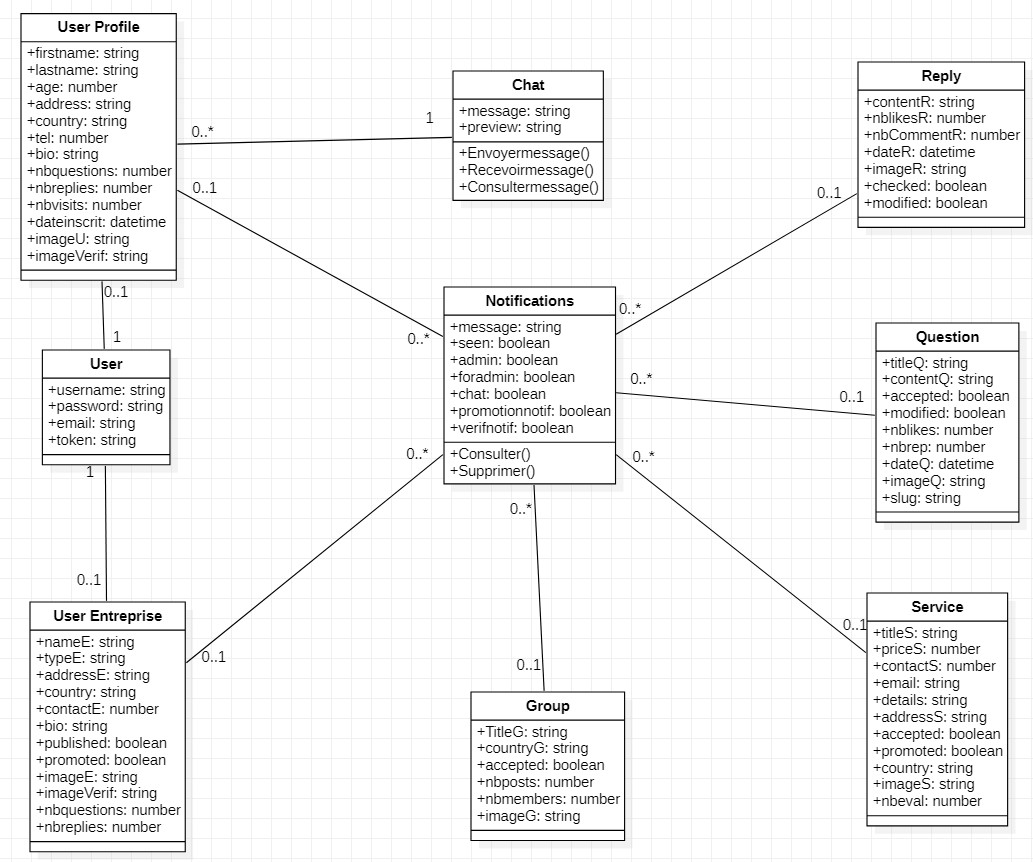 User Profile
+firstname: string
+lastname: string
+age: number
+address: string
+country: string
+tel: number
+bio: string
+nbquestions: number
+nbreplies: number
+nbvisits: number
+dateinscrit: datetime
+imageU: string
+imageVerif: string
0..*
1
Chat
+message: string
+preview: string
+Envoyermessage()
+Recevoirmessage()
+Consultermessage()
Reply
+contentR: string
+nblikesR: number
+nbCommentR: number
+dateR: datetime
+imageR: string
+checked: boolean
+modified: boolean
0..1
0..1
0..1
1
User
+username: string
+password: string
+email: string
+token: string
1
0..1
0..*
0..*
Notifications
+message: string
+seen: boolean
+admin: boolean
+foradmin: boolean
+chat: boolean
+promotionnotif: boolean
+verifnotif: boolean
+Consulter()
+Supprimer()
0..*
0..1
Question
+titleQ: string
+contentQ: string
+accepted: boolean
+modified: boolean
+nblikes: number
+nbrep: number
+dateQ: datetime
+imageQ: string
+slug: string
0..*
0..*
0..*
User Entreprise
+nameE: string
+typeE: string
+addressE: string
+country: string
+contactE: number
+bio: string
+published: boolean
+promoted: boolean
+imageE: string
+imageVerif: string
+nbquestions: number
+nbreplies: number
0..1
0..1
Group
+TitleG: string
+countryG: string
+accepted: boolean
+nbposts: number
+nbmembers: number
+imageG: string
0..1
Service
+titleS: string
+priceS: number
+contactS: number
+email: string
+details: string
+addressS: string
+accepted: boolean
+promoted: boolean
+country: string
+imageS: string
+nbeval: number